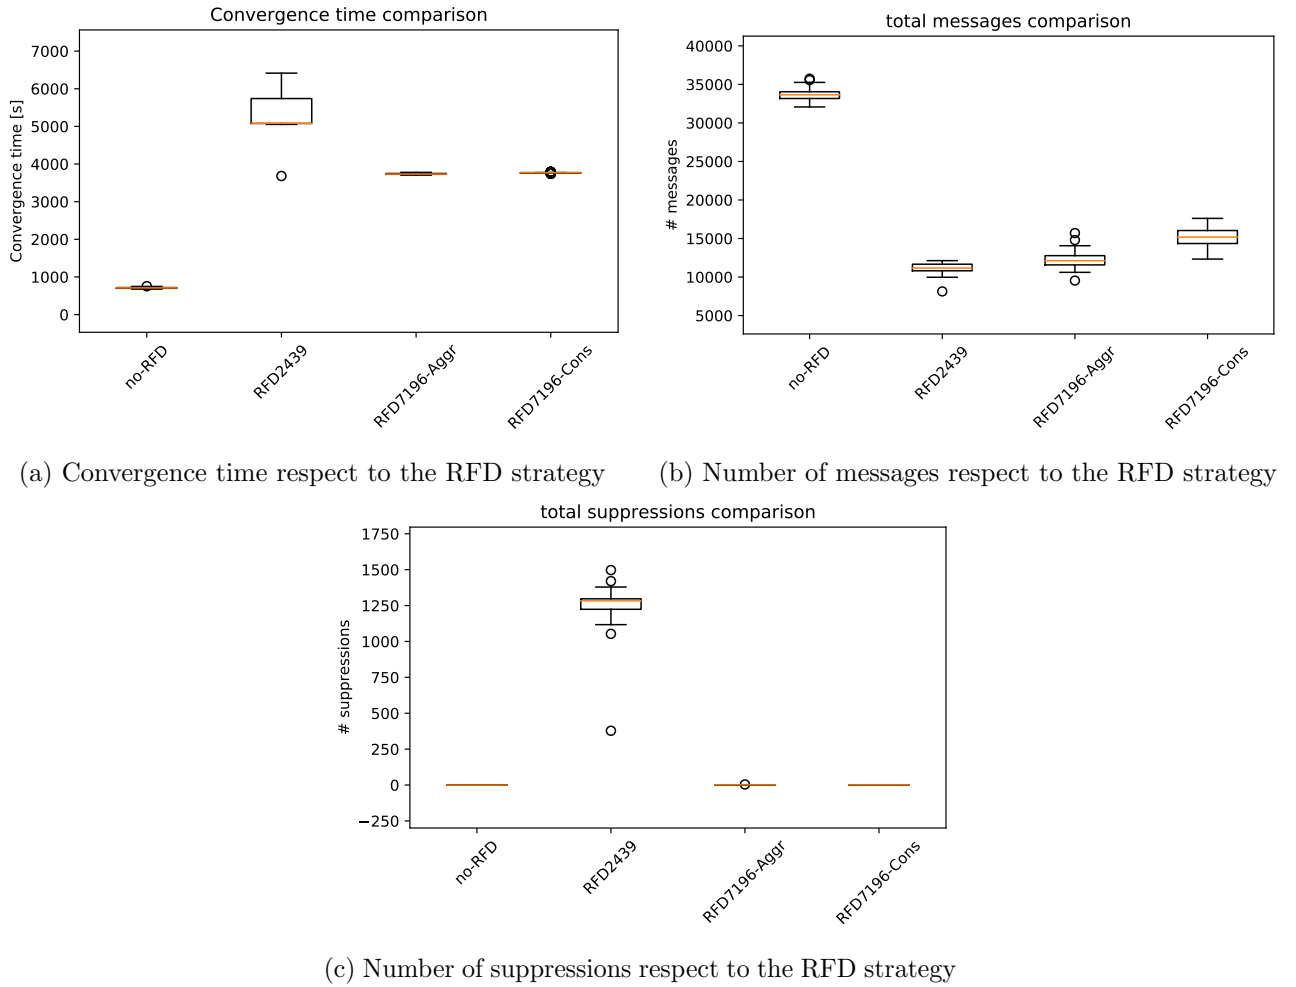 Convergence time comparison
Convergence time [s]
7000
6000
5000
4000
3000
2000
1000
0
no-RFD
RFD2439
RFD7196-Aggr
RFD7196-Cons
(a) Convergence time respect to the RFD strategy
total messages comparison
# messages
40000
35000
30000
25000
20000
15000
10000
5000
no-RFD
RFD2439
RFD7196-Aggr
RFD7196-Cons
(b) Number of messages respect to the RFD strategy
total suppressions comparison
# suppressions
1750
1500
1250
1000
750
500
250
0
−250
no-RFD
RFD2439
RFD7196-Aggr
RFD7196-Cons
(c) Number of suppressions respect to the RFD strategy